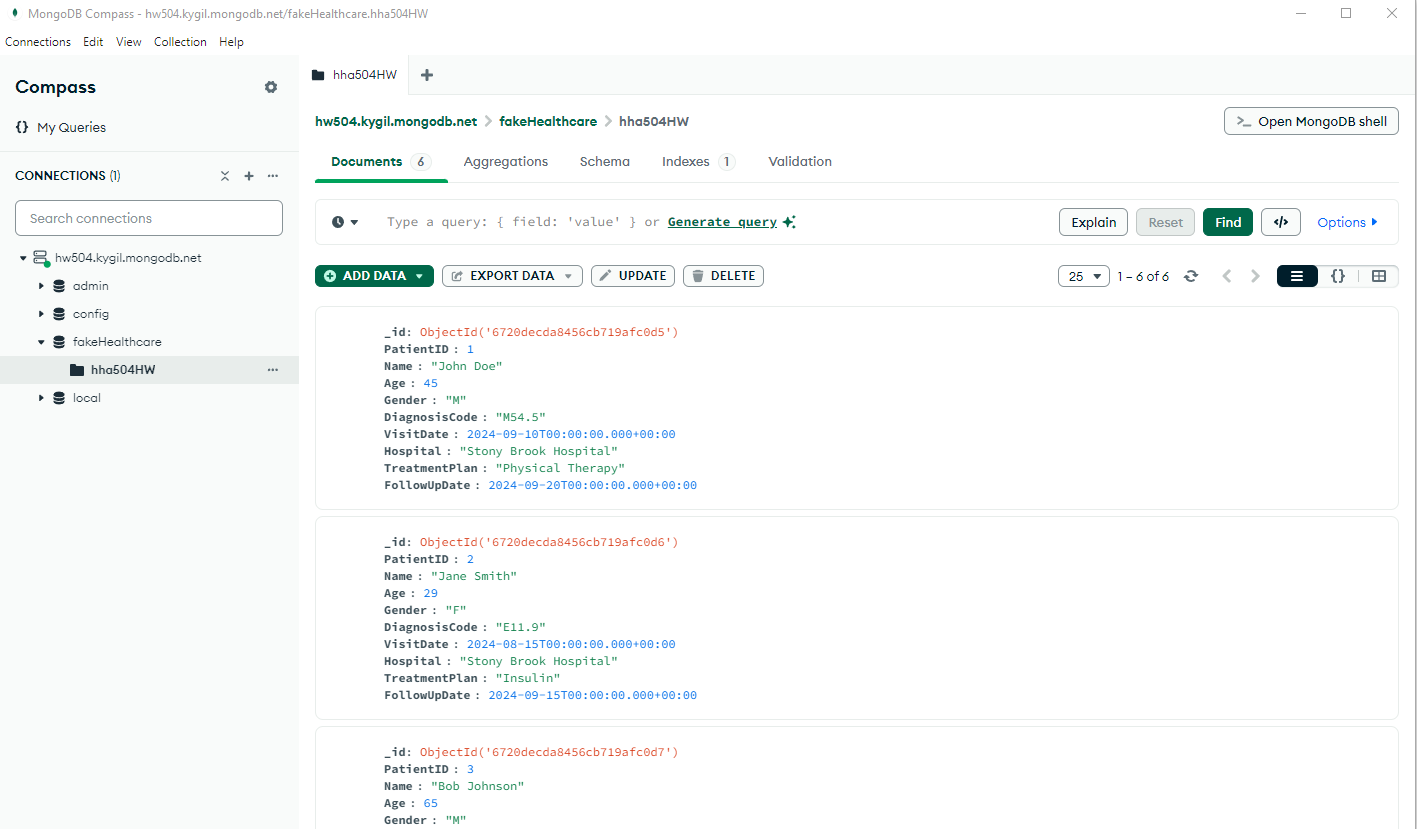 MongoDB Compass - hw504.kygil.mongodb.net/fakeHealthcare.hha504HW
Connections Edit View Collection Help
Compass
{} My Queries
CONNECTIONS (1)
Search connections
hw504.kygil.mongodb.net
admin
config
fakeHealthcare
hha504HW
local
hha504HW
hw504.kygil.mongodb.net > fakeHealthcare > hha504HW
>_ Open MongoDB shell
Documents 6 Aggregations Schema Indexes 1 Validation
Type a query: { field: 'value' } or Generate query
Explain Reset Find </> Options
ADD DATA EXPORT DATA UPDATE DELETE
25 1 – 6 of 6 {}
_id: ObjectId('6720decda8456cb719afc0d5')
PatientID : 1
Name : "John Doe"
Age : 45
Gender : "M"
DiagnosisCode : "M54.5"
VisitDate : 2024-09-10T00:00:00.000+00:00
Hospital : "Stony Brook Hospital"
TreatmentPlan : "Physical Therapy"
FollowUpDate : 2024-09-20T00:00:00.000+00:00
_id: ObjectId('6720decda8456cb719afc0d6')
PatientID : 2
Name : "Jane Smith"
Age : 29
Gender : "F"
DiagnosisCode : "E11.9"
VisitDate : 2024-08-15T00:00:00.000+00:00
Hospital : "Stony Brook Hospital"
TreatmentPlan : "Insulin"
FollowUpDate : 2024-09-15T00:00:00.000+00:00
_id: ObjectId('6720decda8456cb719afc0d7')
PatientID : 3
Name : "Bob Johnson"
Age : 65
Gender : "M"